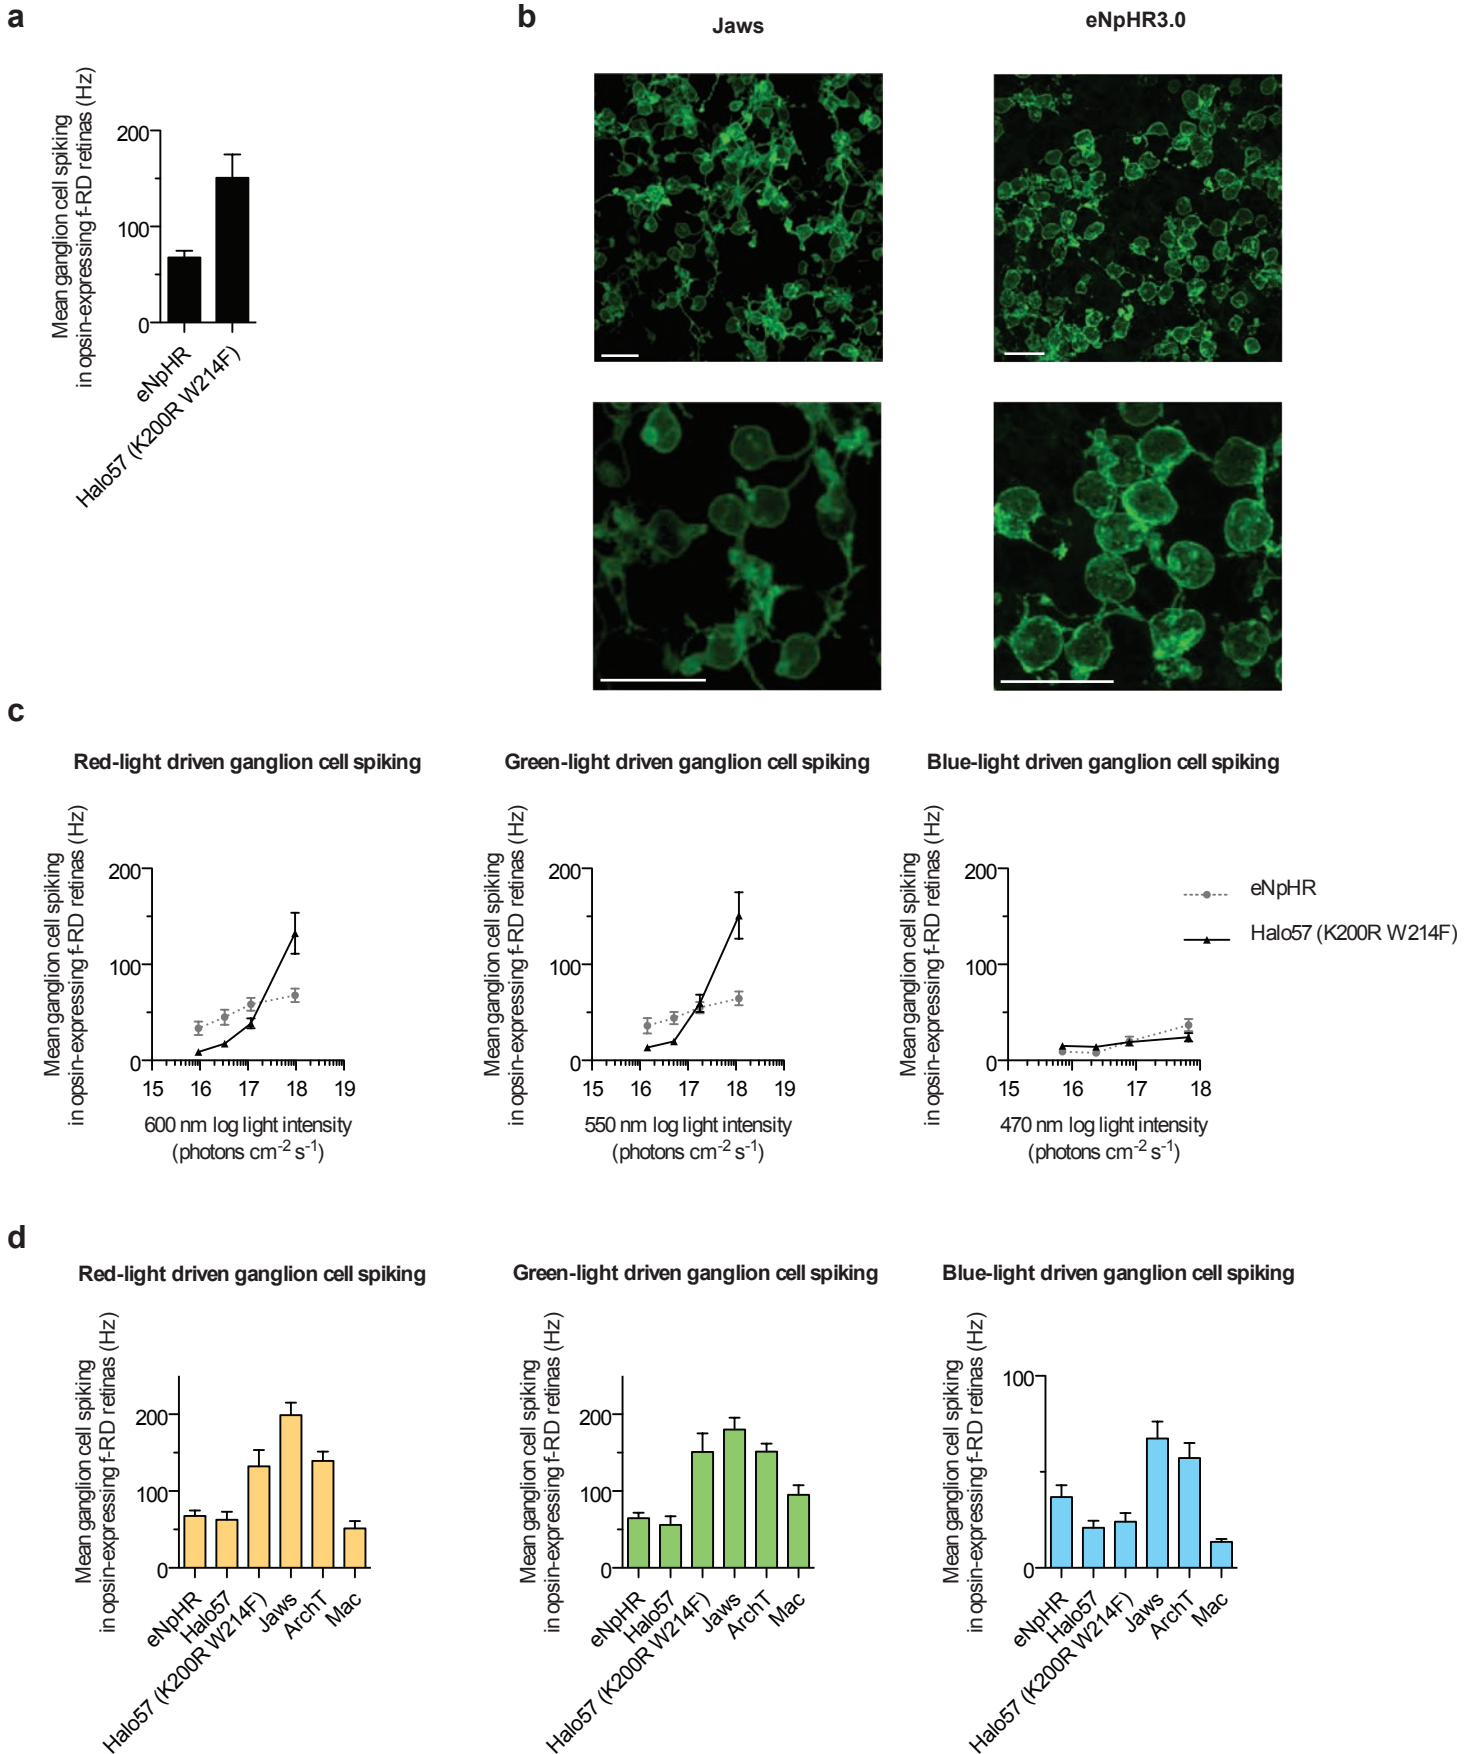 a
Mean ganglion cell spiking
in opsin-expressing f-RD retinas (Hz)
200
100
0
eNpHR
Halo57 (K200R W214F)
b
Jaws
eNpHR3.0
c
Red-light driven ganglion cell spiking
Mean ganglion cell spiking
in opsin-expressing f-RD retinas (Hz)
200
100
0
15 16 17 18 19
600 nm log light intensity
(photons cm-2 s-1)
Green-light driven ganglion cell spiking
Mean ganglion cell spiking
in opsin-expressing f-RD retinas (Hz)
200
100
0
15 16 17 18 19
550 nm log light intensity
(photons cm-2 s-1)
Blue-light driven ganglion cell spiking
Mean ganglion cell spiking
in opsin-expressing f-RD retinas (Hz)
200
100
0
15 16 17 18
470 nm log light intensity
(photons cm-2 s-1)
eNpHR
Halo57 (K200R W214F)
d
Red-light driven ganglion cell spiking
Mean ganglion cell spiking
in opsin-expressing f-RD retinas (Hz)
200
100
0
eNpHR
Halo57
Halo57 (K200R W214F)
Jaws
ArchT
Mac
Green-light driven ganglion cell spiking
Mean ganglion cell spiking
in opsin-expressing f-RD retinas (Hz)
200
100
0
eNpHR
Halo57
Halo57 (K200R W214F)
Jaws
ArchT
Mac
Blue-light driven ganglion cell spiking
Mean ganglion cell spiking
in opsin-expressing f-RD retinas (Hz)
100
0
eNpHR
Halo57
Halo57 (K200R W214F)
Jaws
ArchT
Mac